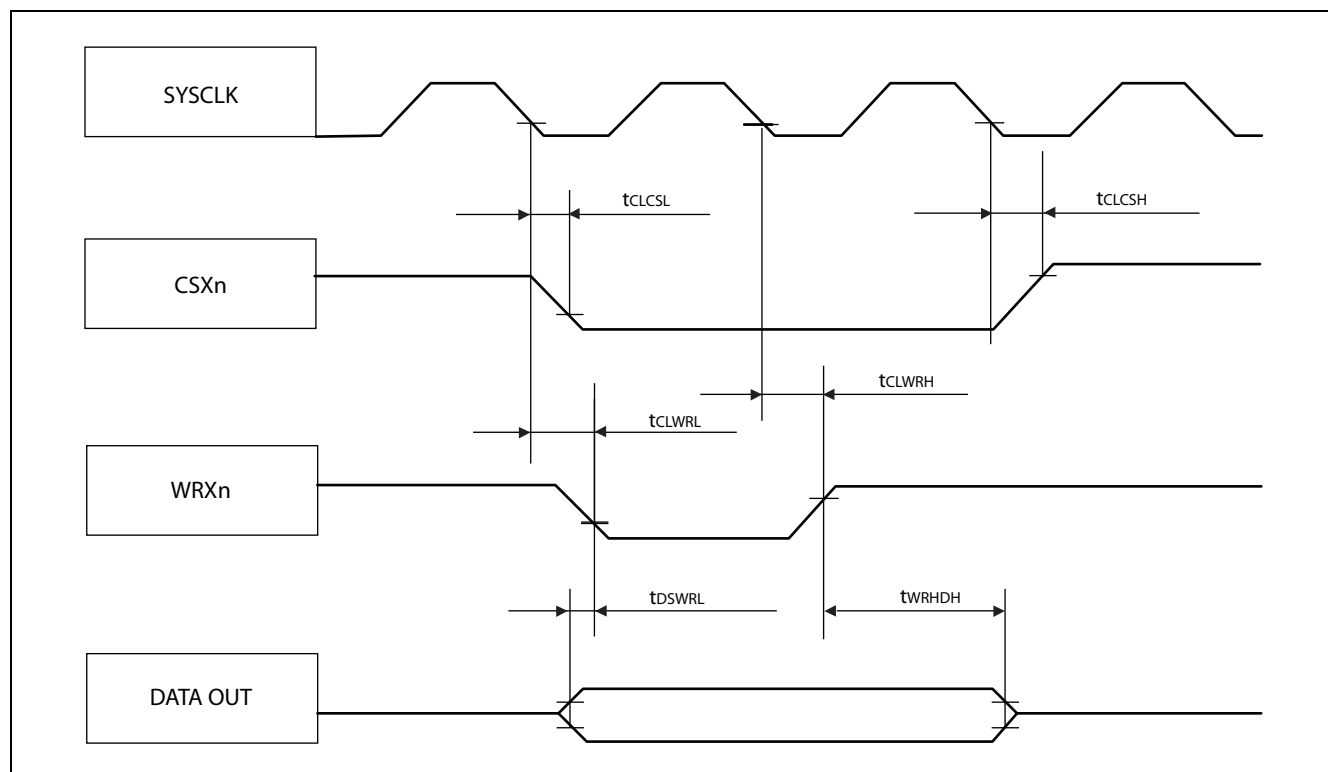 SYSCLK
tCLCSL
tCLCSH
CSXn
tCLWRH
tCLWRL
WRXn
tDSWRL
tWRHDH
DATA OUT